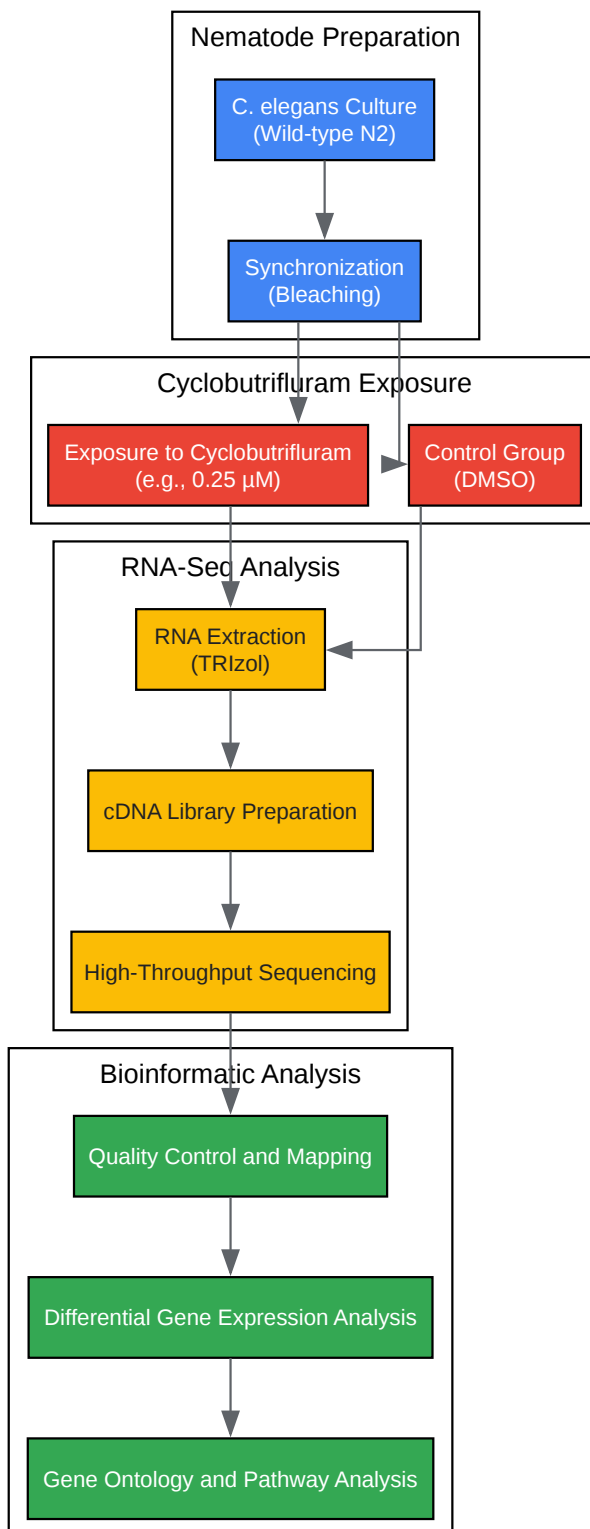 Nematode Preparation
C. elegans Culture
(Wild-type N2)
Synchronization
(Bleaching)
Cyclobutrifluram Exposure
Exposure to Cyclobutrifluram
(e.g., 0.25 µM)
Control Group
(DMSO)
RNA-Seq Analysis
RNA Extraction
(TRIzol)
cDNA Library Preparation
High-Throughput Sequencing
Bioinformatic Analysis
Quality Control and Mapping
Differential Gene Expression Analysis
Gene Ontology and Pathway Analysis